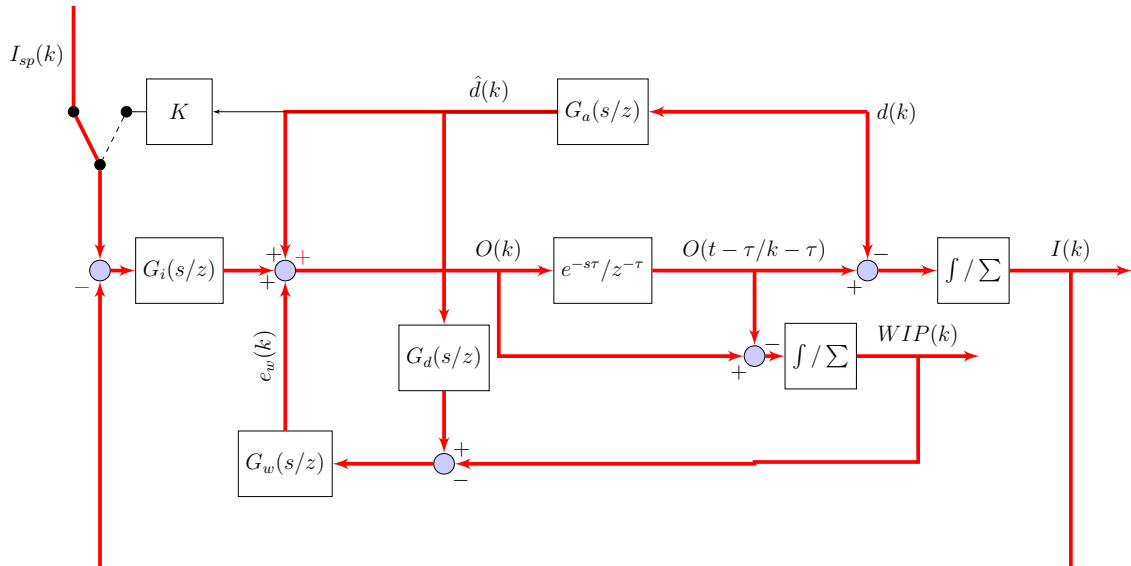 I_{sp}(k)
K
\hat{d}(k)
G_a(s/z)
d(k)
−
G_i(s/z)
+
+
+
O(k)
e^{-sτ}/z^{-τ}
O(t − τ/k − τ)
−
+
∫/∑
I(k)
e_w(k)
G_d(s/z)
−
+
∫/∑
WIP(k)
G_w(s/z)
+
−